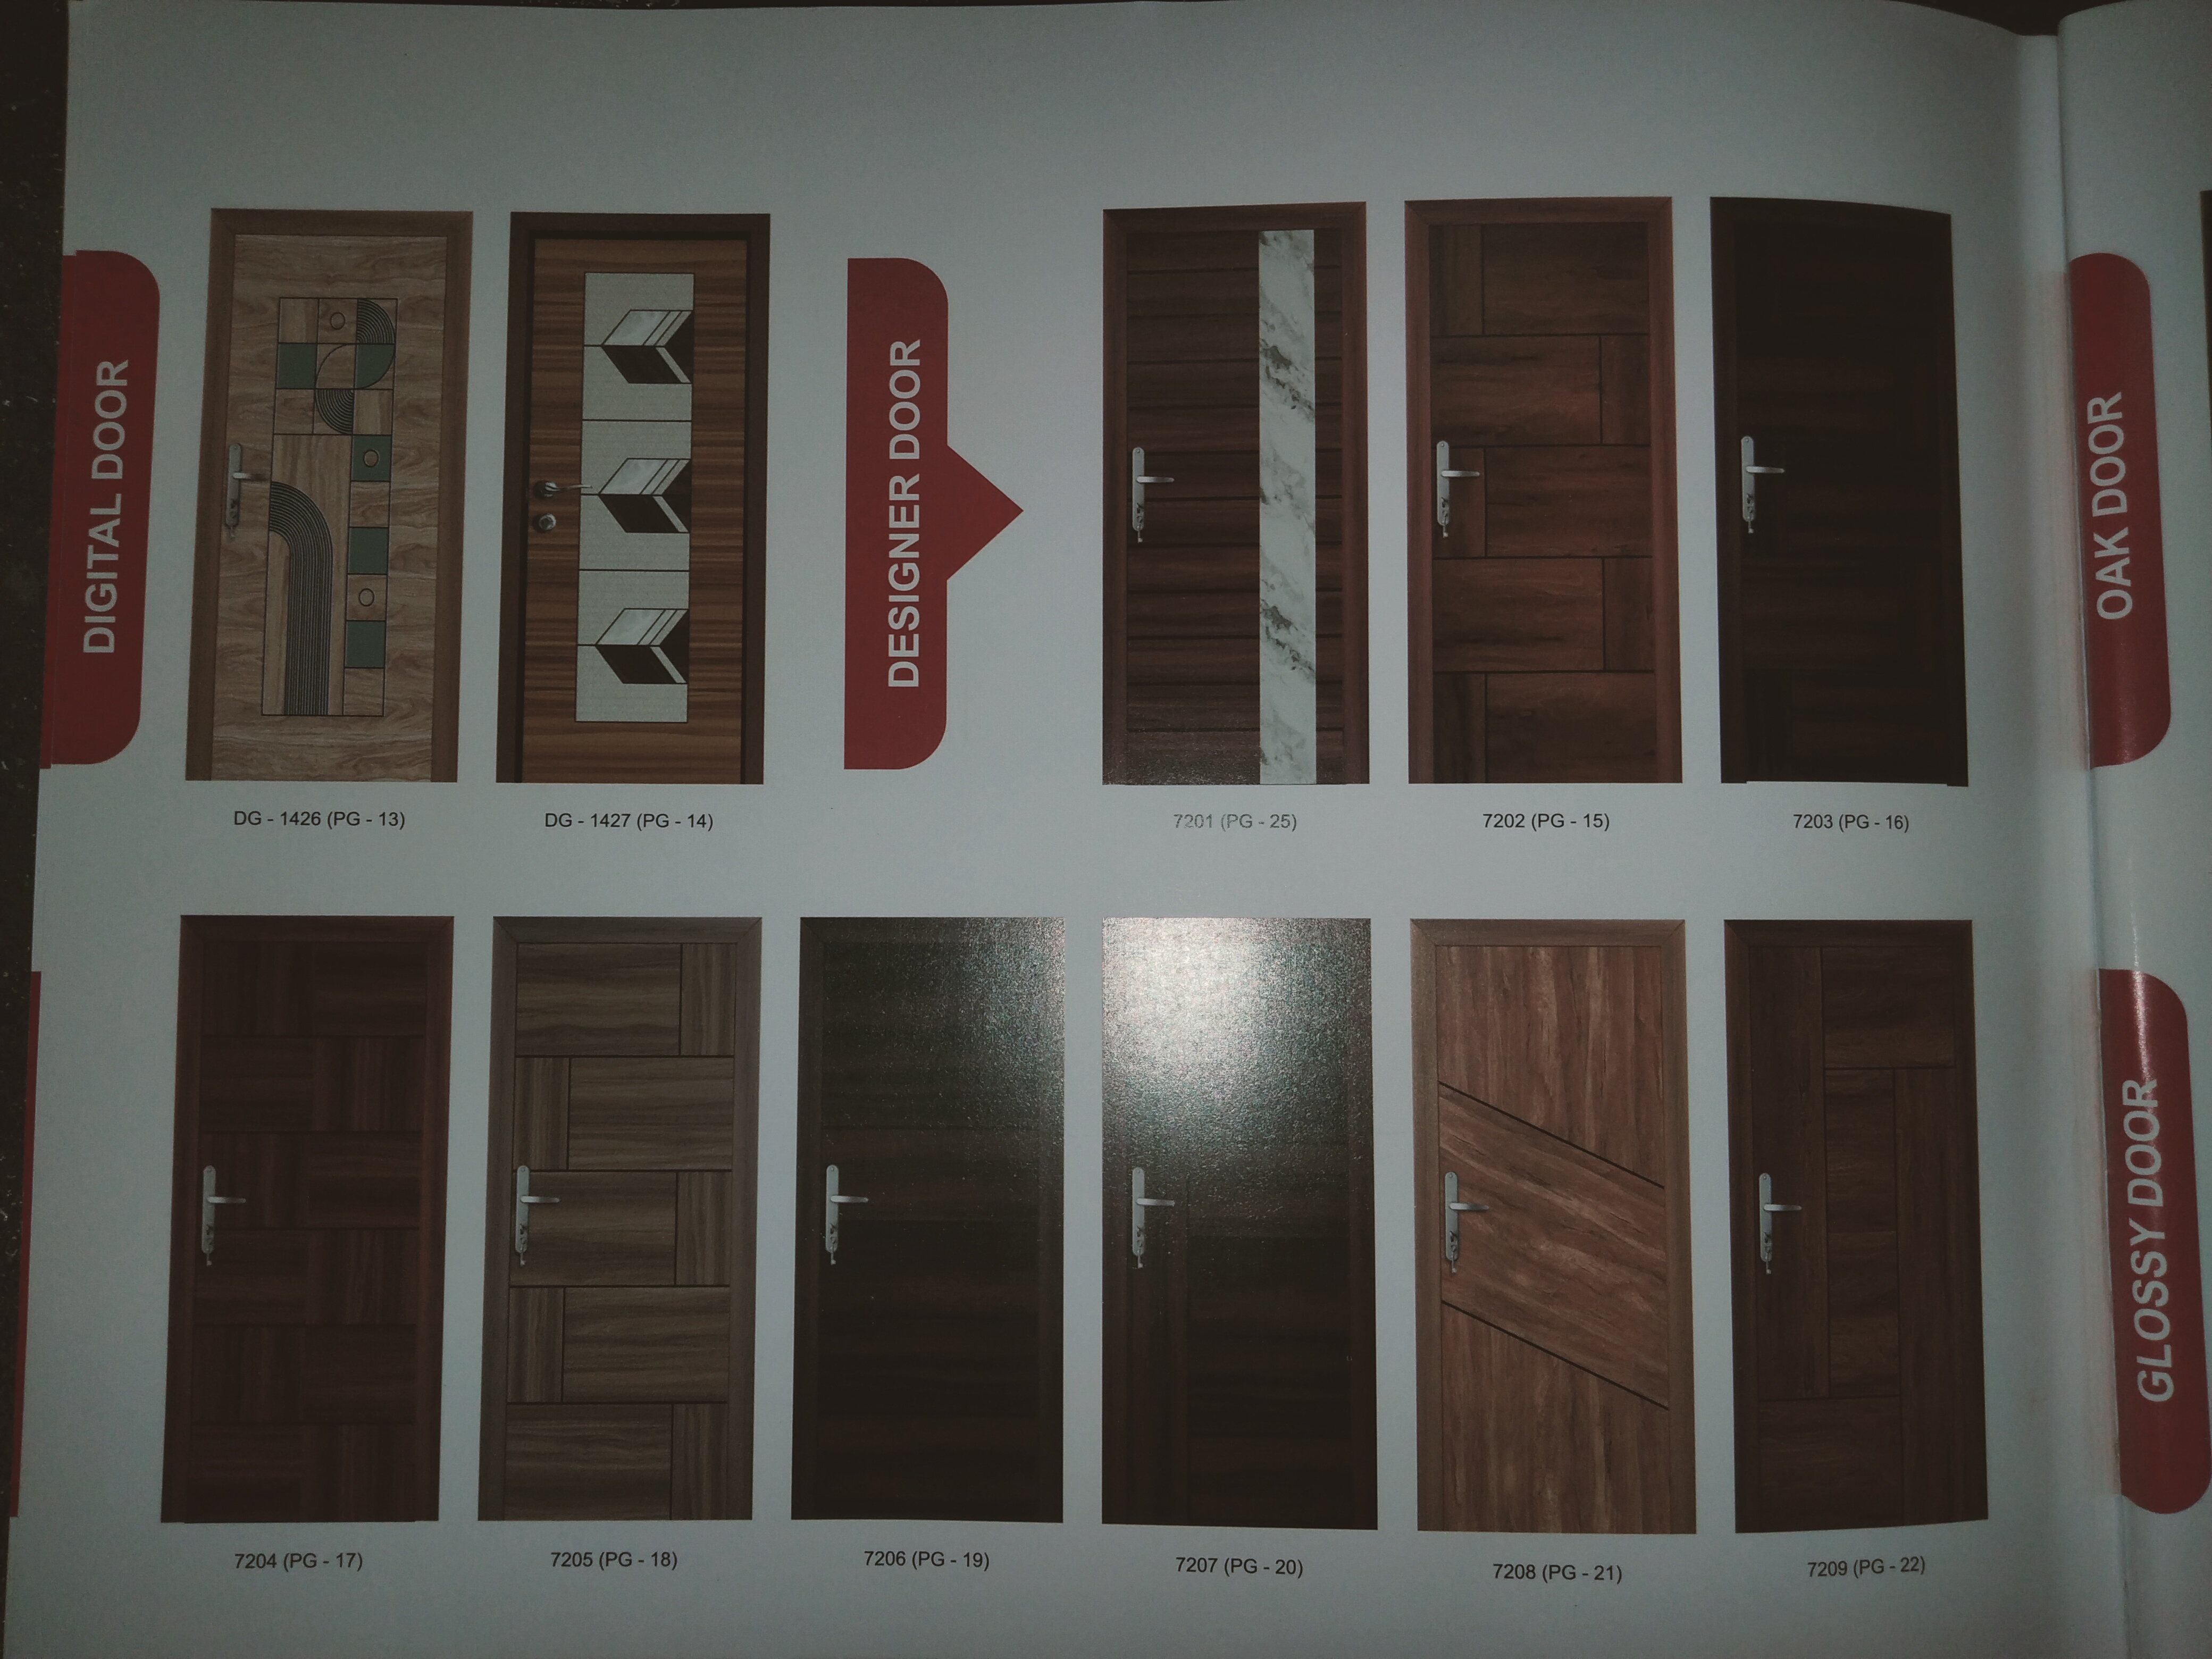 DIGITAL DOOR
DG - 1426 (PG - 13)
DG - 1427 (PG - 14)
DESIGNER DOOR
7201 (PG - 25)
7202 (PG - 15)
7203 (PG - 16)
OAK DOOR
7204 (PG - 17)
7205 (PG - 18)
7206 (PG - 19)
7207 (PG - 20)
7208 (PG - 21)
7209 (PG - 22)
GLOSSY DOOR